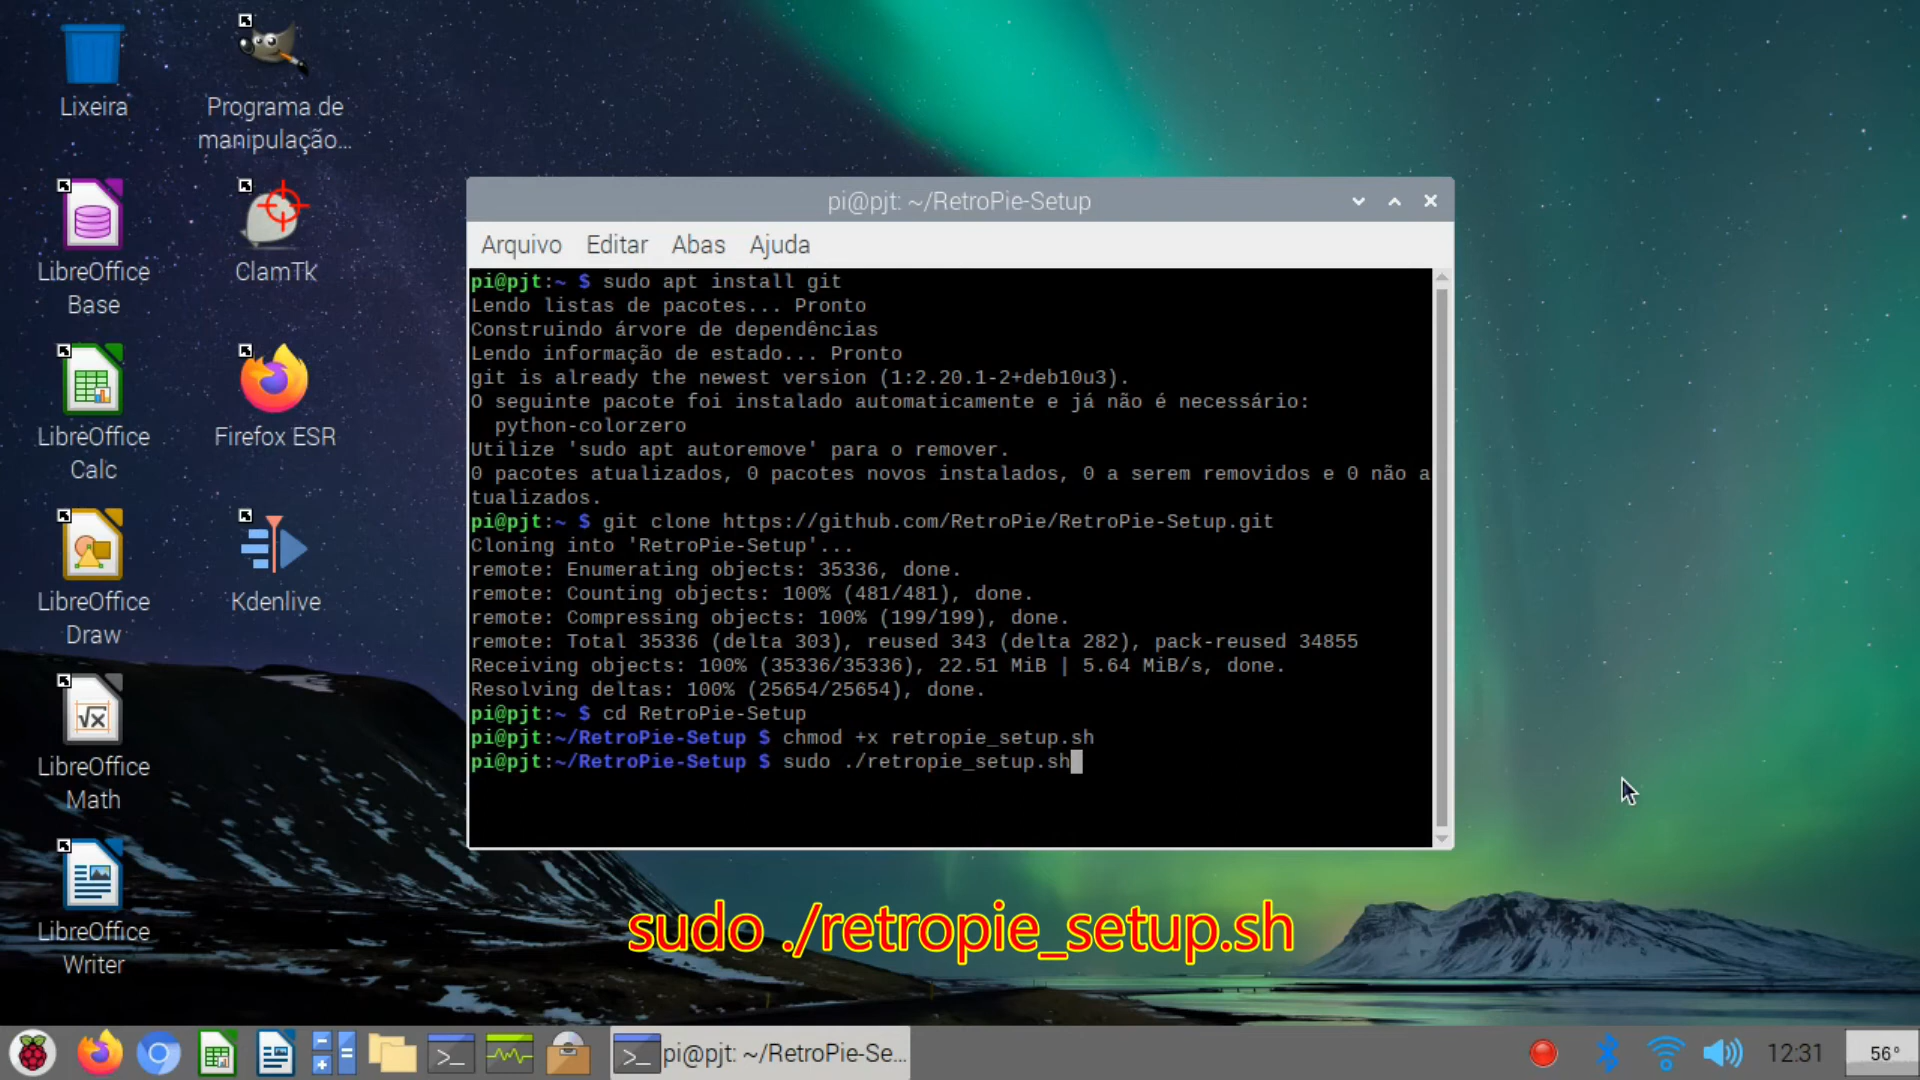 Lixeira
Programa de
manipulação...
LibreOffice
Base
ClamTk
LibreOffice
Calc
Firefox ESR
LibreOffice
Draw
Kdenlive
LibreOffice
Math
LibreOffice
Writer
pi@pjt: ~/RetroPie-Setup
Arquivo Editar Abas Ajuda
pi@pjt:~ $ sudo apt install git
Lendo listas de pacotes... Pronto
Construindo árvore de dependências
Lendo informação de estado... Pronto
git is already the newest version (1:2.20.1-2+deb10u3).
O seguinte pacote foi instalado automaticamente e já não é necessário:
python-colorzero
Utilize 'sudo apt autoremove' para o remover.
0 pacotes atualizados, 0 pacotes novos instalados, 0 a serem removidos e 0 não a
tualizados.
pi@pjt:~ $ git clone https://github.com/RetroPie/RetroPie-Setup.git
Cloning into 'RetroPie-Setup'...
remote: Enumerating objects: 35336, done.
remote: Counting objects: 100% (481/481), done.
remote: Compressing objects: 100% (199/199), done.
remote: Total 35336 (delta 303), reused 343 (delta 282), pack-reused 34855
Receiving objects: 100% (35336/35336), 22.51 MiB | 5.64 MiB/s, done.
Resolving deltas: 100% (25654/25654), done.
pi@pjt:~ $ cd RetroPie-Setup
pi@pjt:~/RetroPie-Setup $ chmod +x retropie_setup.sh
pi@pjt:~/RetroPie-Setup $ sudo ./retropie_setup.sh
sudo ./retropie_setup.sh
pi@pjt: ~/RetroPie-Se...
12:31
56°